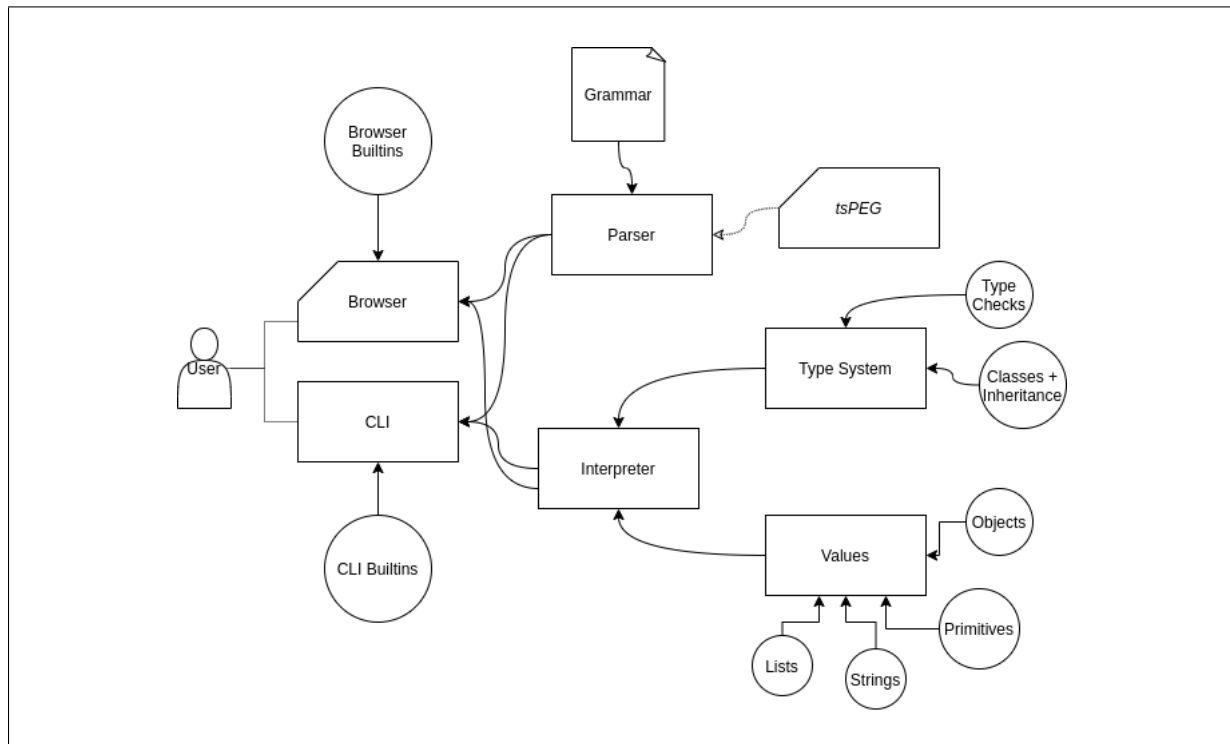 Grammar
Browser
Builtins
tsPEG
Parser
Type
Checks
Browser
User
Type System
Classes +
Inheritance
CLI
Interpreter
Objects
Values
CLI Builtins
Primitives
Lists
Strings